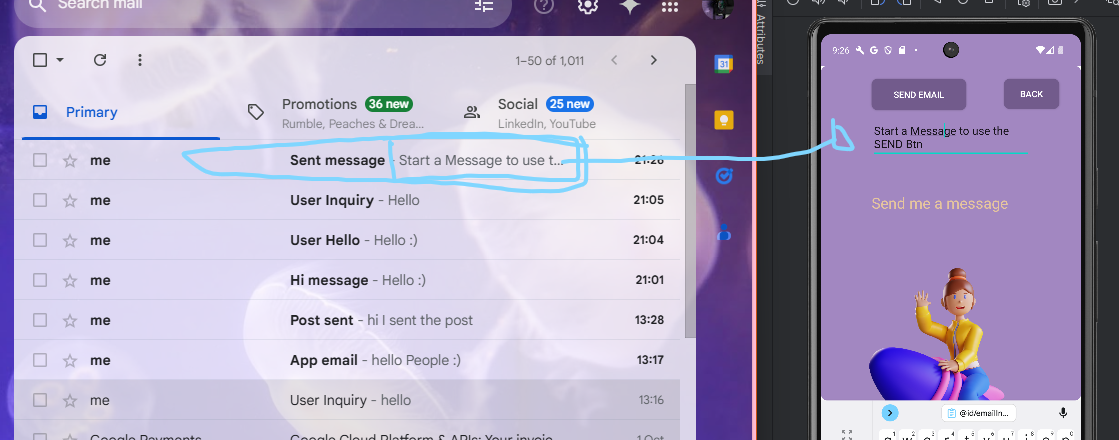 Search mail
1–50 of 1,011
Primary
Promotions 36 new
Rumble, Peaches & Drea...
Social 25 new
LinkedIn, YouTube
me Sent message - Start a Message to use t... 21:26
me User Inquiry - Hello 21:05
me User Hello - Hello :) 21:04
me Hi message - Hello :) 21:01
me Post sent - hi I sent the post 13:28
me App email - hello People :) 13:17
me User Inquiry - hello 13:16
Google Payments Google Cloud Platform & APIs: Your invoic 1 Oct
31
Attributes
9:26
SEND EMAIL
BACK
Start a Message to use the
SEND Btn
Send me a message
@id/emailIn...